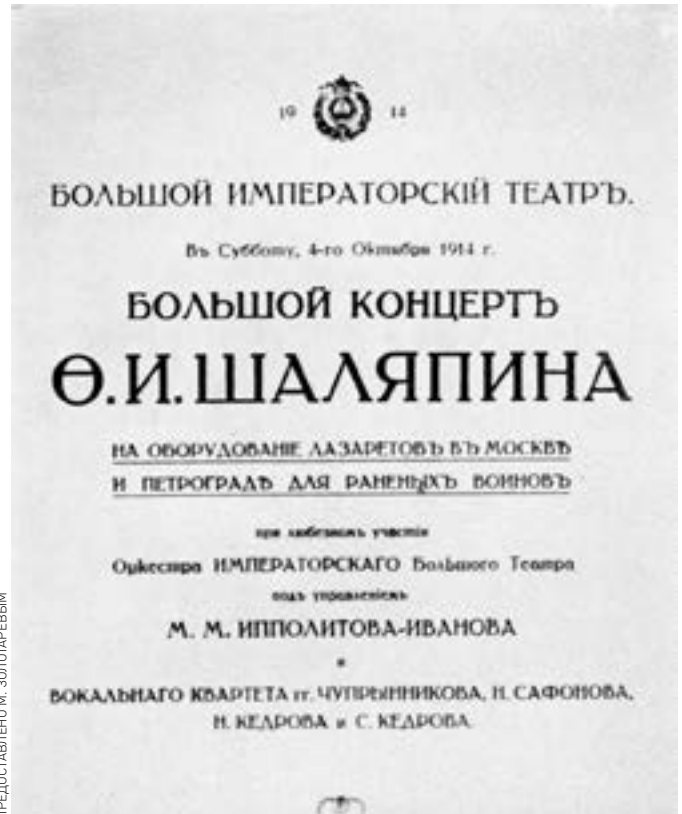 19 14
БОЛЬШОЙ ИМПЕРАТОРСКІЙ ТЕАТРЪ.
Въ Субботу, 4-го Октября 1914 г.
БОЛЬШОЙ КОНЦЕРТЪ
Ѳ.И.ШАЛЯПИНА
НА ОБОРУДОВАНІЕ ЛАЗАРЕТОВЪ ВЪ МОСКВѢ
И ПЕТРОГРАДѢ ДЛЯ РАНЕНЫХЪ ВОИНОВЪ
при любезномъ участіи
Оркестра ИМПЕРАТОРСКАГО Большого Театра
подъ управленіемъ
М. М. ИППОЛИТОВА-ИВАНОВА
и
ВОКАЛЬНАГО КВАРТЕТА гг. ЧУПРЫННИКОВА, Н. САФОНОВА,
Н. КЕДРОВА и С. КЕДРОВА
ПРЕДОСТАВЛЕНО М. ЗОЛОТАРЕВЫМ